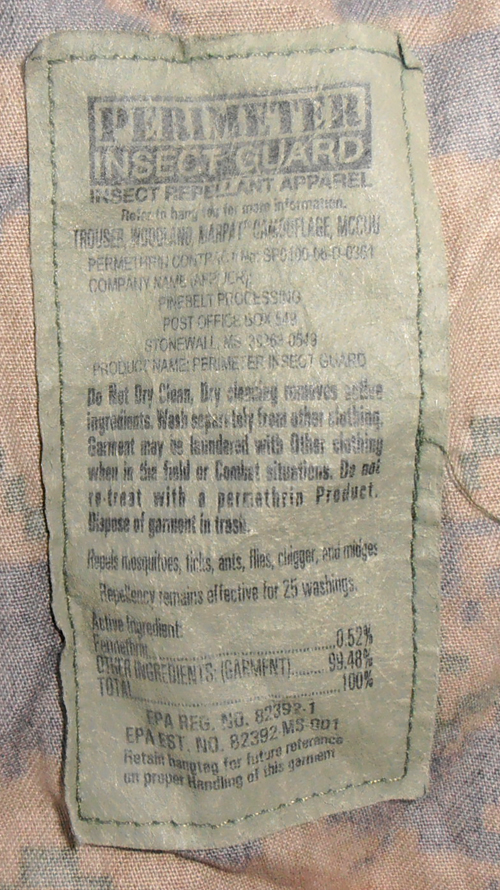 PERIMETER
INSECT GUARD
INSECT REPELLANT APPAREL
Refer to hang tag for more information.
TROUSER, WOODLAND, MARPAT CAMOUFLAGE, MCCUU
PERMETHRIN CONTRACT No: SP0100-06-D-0364
COMPANY NAME
PINEBELT PROCESSING
POST OFFICE BOX 549
STONEWALL, MS. 39363-0549
PRODUCT NAME: PERIMETER INSECT GUARD
Do Not Dry Clean, Dry cleaning removes active
ingredients. Wash separately from other clothing.
Garment may be laundered with Other clothing
when in the field or Combat situations. Do not
re-treat with a permethrin Product.
Dispose of garment in trash.
Repels mosquitoes, ticks, ants, flies, chigger, and midges
Repellency remains effective for 25 washings.
Active Ingredient:
Permethrin..............................0.52%
OTHER INGREDIENTS: (GARMENT)........99.48%
TOTAL..............................100%
EPA REG. NO. 82392-1
EPA EST. NO. 82392-MS-001
Retain hangtag for future reference
on proper Handling of this garment